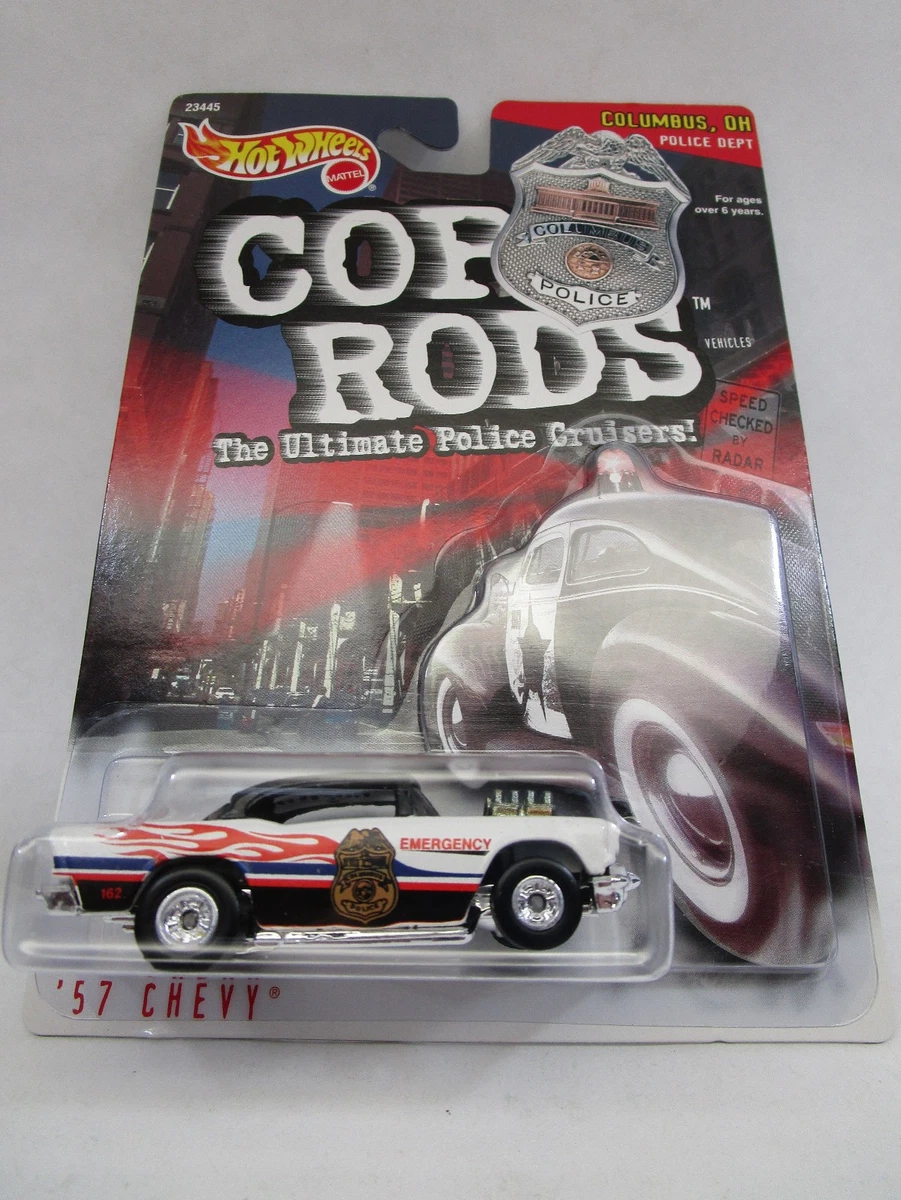 23445
HOT WHEELS
MATTEL
®
COLUMBUS, OH
POLICE DEPT
For ages
over 6 years.
COP
RODS
™
VEHICLES
The Ultimate Police Cruisers!
COLUMBUS
POLICE
SPEED
CHECKED
BY
RADAR
EMERGENCY
162
POLICE
'57 CHEVY®